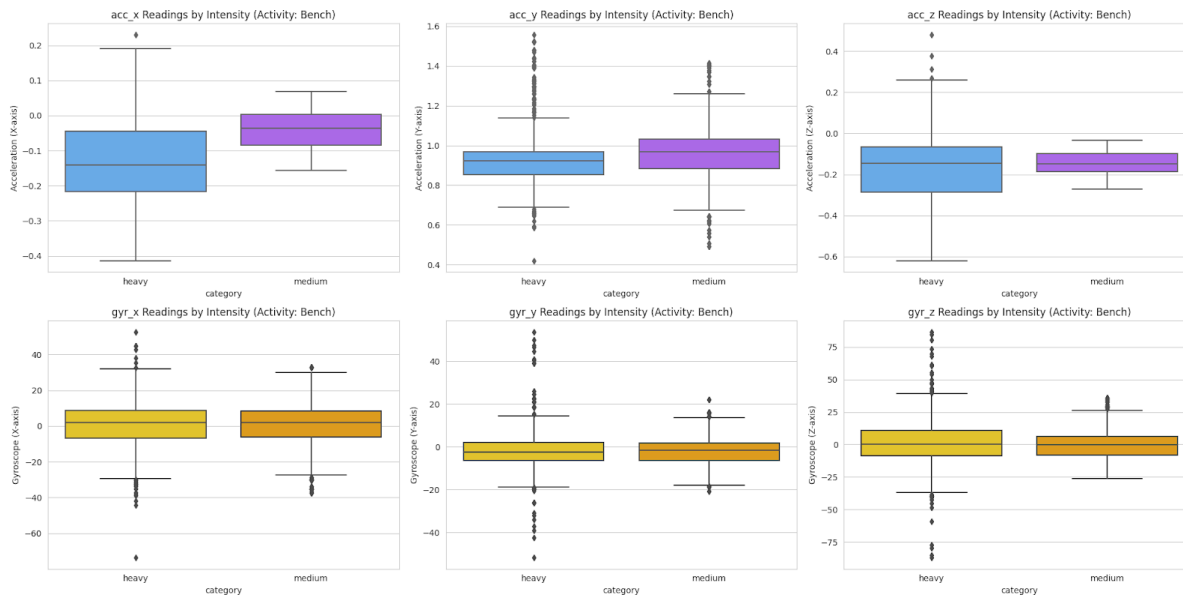 acc_x Readings by Intensity (Activity: Bench)
Acceleration (X-axis)
0.2
0.1
0.0
−0.1
−0.2
−0.3
−0.4
heavy
medium
category
acc_y Readings by Intensity (Activity: Bench)
Acceleration (Y-axis)
1.6
1.4
1.2
1.0
0.8
0.6
0.4
heavy
medium
category
acc_z Readings by Intensity (Activity: Bench)
Acceleration (Z-axis)
0.4
0.2
0.0
−0.2
−0.4
−0.6
heavy
medium
category
gyr_x Readings by Intensity (Activity: Bench)
Gyroscope (X-axis)
40
20
0
−20
−40
−60
heavy
medium
category
gyr_y Readings by Intensity (Activity: Bench)
Gyroscope (Y-axis)
40
20
0
−20
−40
heavy
medium
category
gyr_z Readings by Intensity (Activity: Bench)
Gyroscope (Z-axis)
75
50
25
0
−25
−50
−75
heavy
medium
category